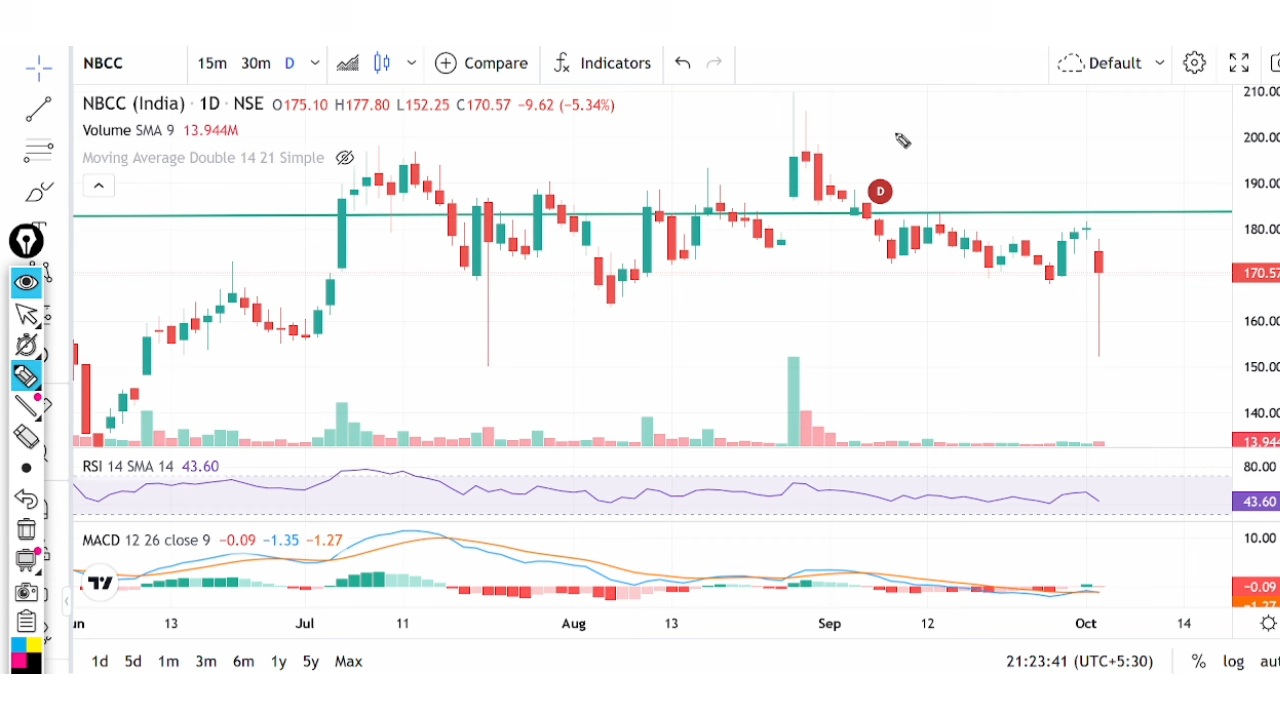 NBCC 15m 30m D Compare Indicators Default
NBCC (India) · 1D · NSE O175.10 H177.80 L152.25 C170.57 −9.62 (−5.34%)
Volume SMA 9 13.944M
Moving Average Double 14 21 Simple
D
210.00
200.00
190.00
180.00
170.57
160.00
150.00
140.00
13.944
RSI 14 SMA 14 43.60
80.00
43.60
MACD 12 26 close 9 −0.09 −1.35 −1.27
10.00
−0.09
−1.27
un 13 Jul 11 Aug 13 Sep 12 Oct 14
1d 5d 1m 3m 6m 1y 5y Max 21:23:41 (UTC+5:30) % log aut